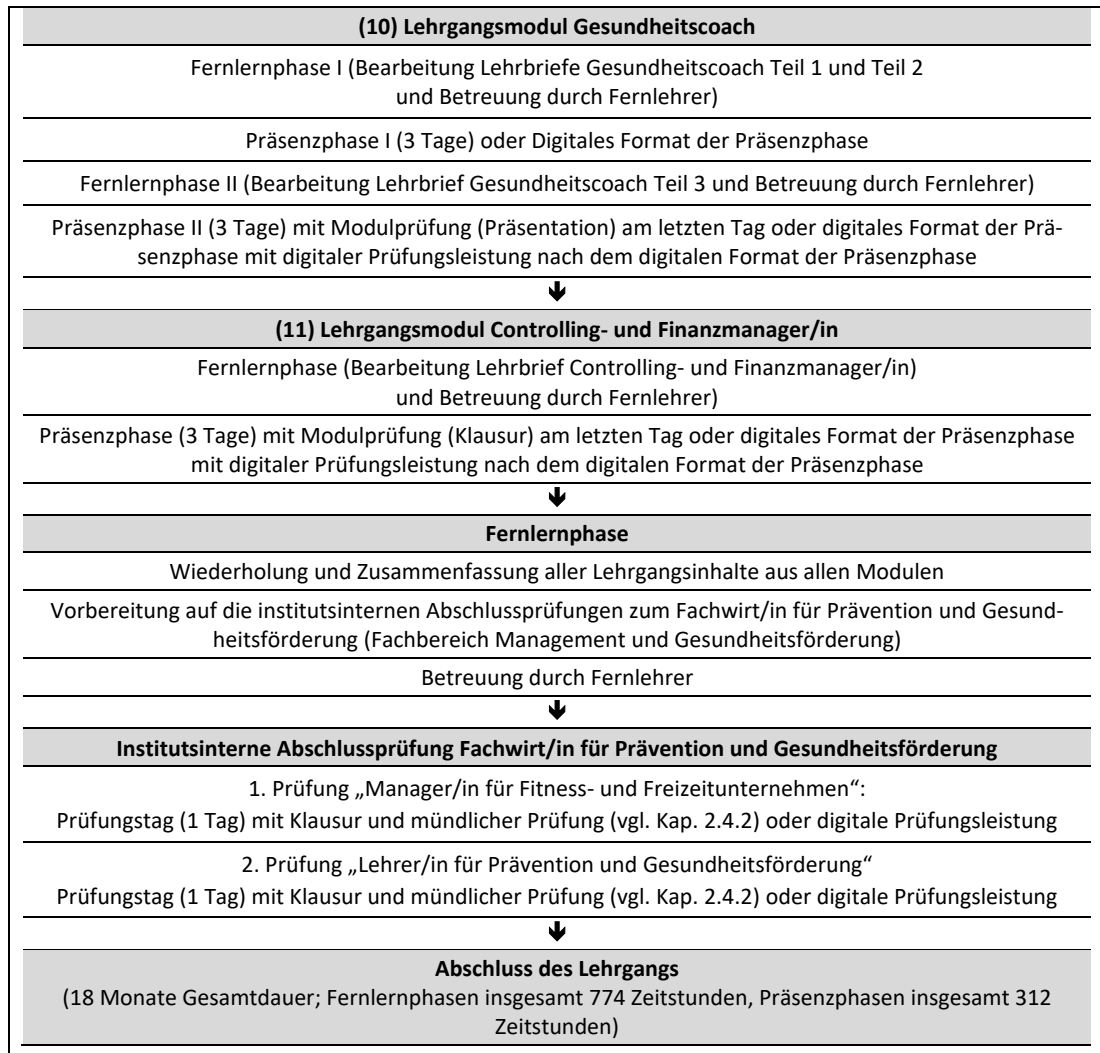 (10) Lehrgangsmodul Gesundheitscoach
Fernlernphase I (Bearbeitung Lehrbriefe Gesundheitscoach Teil 1 und Teil 2
und Betreuung durch Fernlehrer)
Präsenzphase I (3 Tage) oder Digitales Format der Präsenzphase
Fernlernphase II (Bearbeitung Lehrbrief Gesundheitscoach Teil 3 und Betreuung durch Fernlehrer)
Präsenzphase II (3 Tage) mit Modulprüfung (Präsentation) am letzten Tag oder digitales Format der Prä-
senzphase mit digitaler Prüfungsleistung nach dem digitalen Format der Präsenzphase
(11) Lehrgangsmodul Controlling- und Finanzmanager/in
Fernlernphase (Bearbeitung Lehrbrief Controlling- und Finanzmanager/in)
und Betreuung durch Fernlehrer)
Präsenzphase (3 Tage) mit Modulprüfung (Klausur) am letzten Tag oder digitales Format der Präsenzphase
mit digitaler Prüfungsleistung nach dem digitalen Format der Präsenzphase
Fernlernphase
Wiederholung und Zusammenfassung aller Lehrgangsinhalte aus allen Modulen
Vorbereitung auf die institutsinternen Abschlussprüfungen zum Fachwirt/in für Prävention und Gesund-
heitsförderung (Fachbereich Management und Gesundheitsförderung)
Betreuung durch Fernlehrer
Institutsinterne Abschlussprüfung Fachwirt/in für Prävention und Gesundheitsförderung
1. Prüfung „Manager/in für Fitness- und Freizeitunternehmen“:
Prüfungstag (1 Tag) mit Klausur und mündlicher Prüfung (vgl. Kap. 2.4.2) oder digitale Prüfungsleistung
2. Prüfung „Lehrer/in für Prävention und Gesundheitsförderung“
Prüfungstag (1 Tag) mit Klausur und mündlicher Prüfung (vgl. Kap. 2.4.2) oder digitale Prüfungsleistung
Abschluss des Lehrgangs
(18 Monate Gesamtdauer; Fernlernphasen insgesamt 774 Zeitstunden, Präsenzphasen insgesamt 312
Zeitstunden)